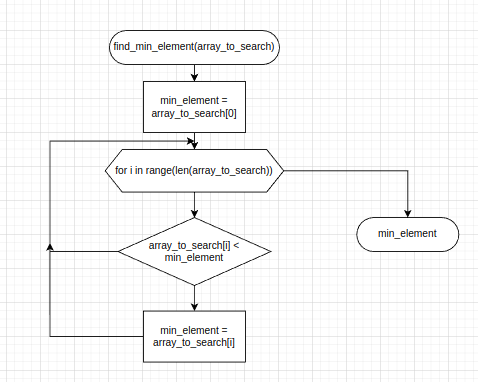 find_min_element(array_to_search)
min_element =
array_to_search[0]
for i in range(len(array_to_search))
min_element
array_to_search[i] <
min_element
min_element =
array_to_search[i]